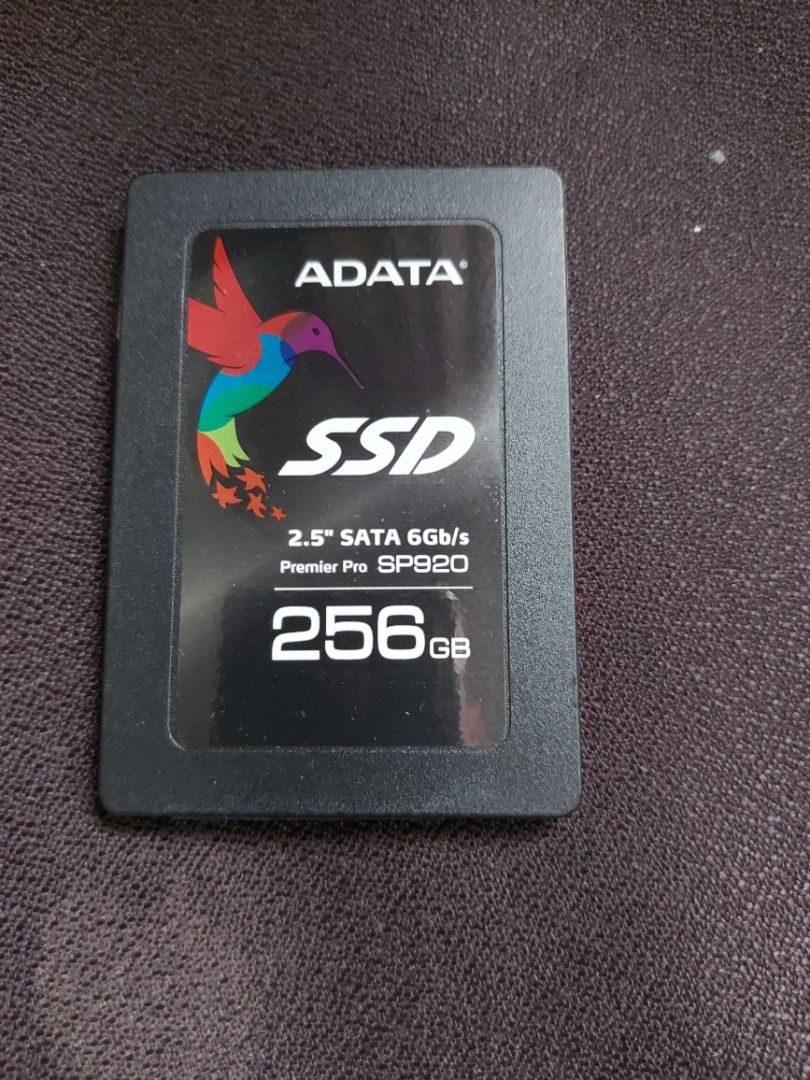 ADATA®
SSD
2.5" SATA 6Gb/s
Premier Pro SP920
256GB